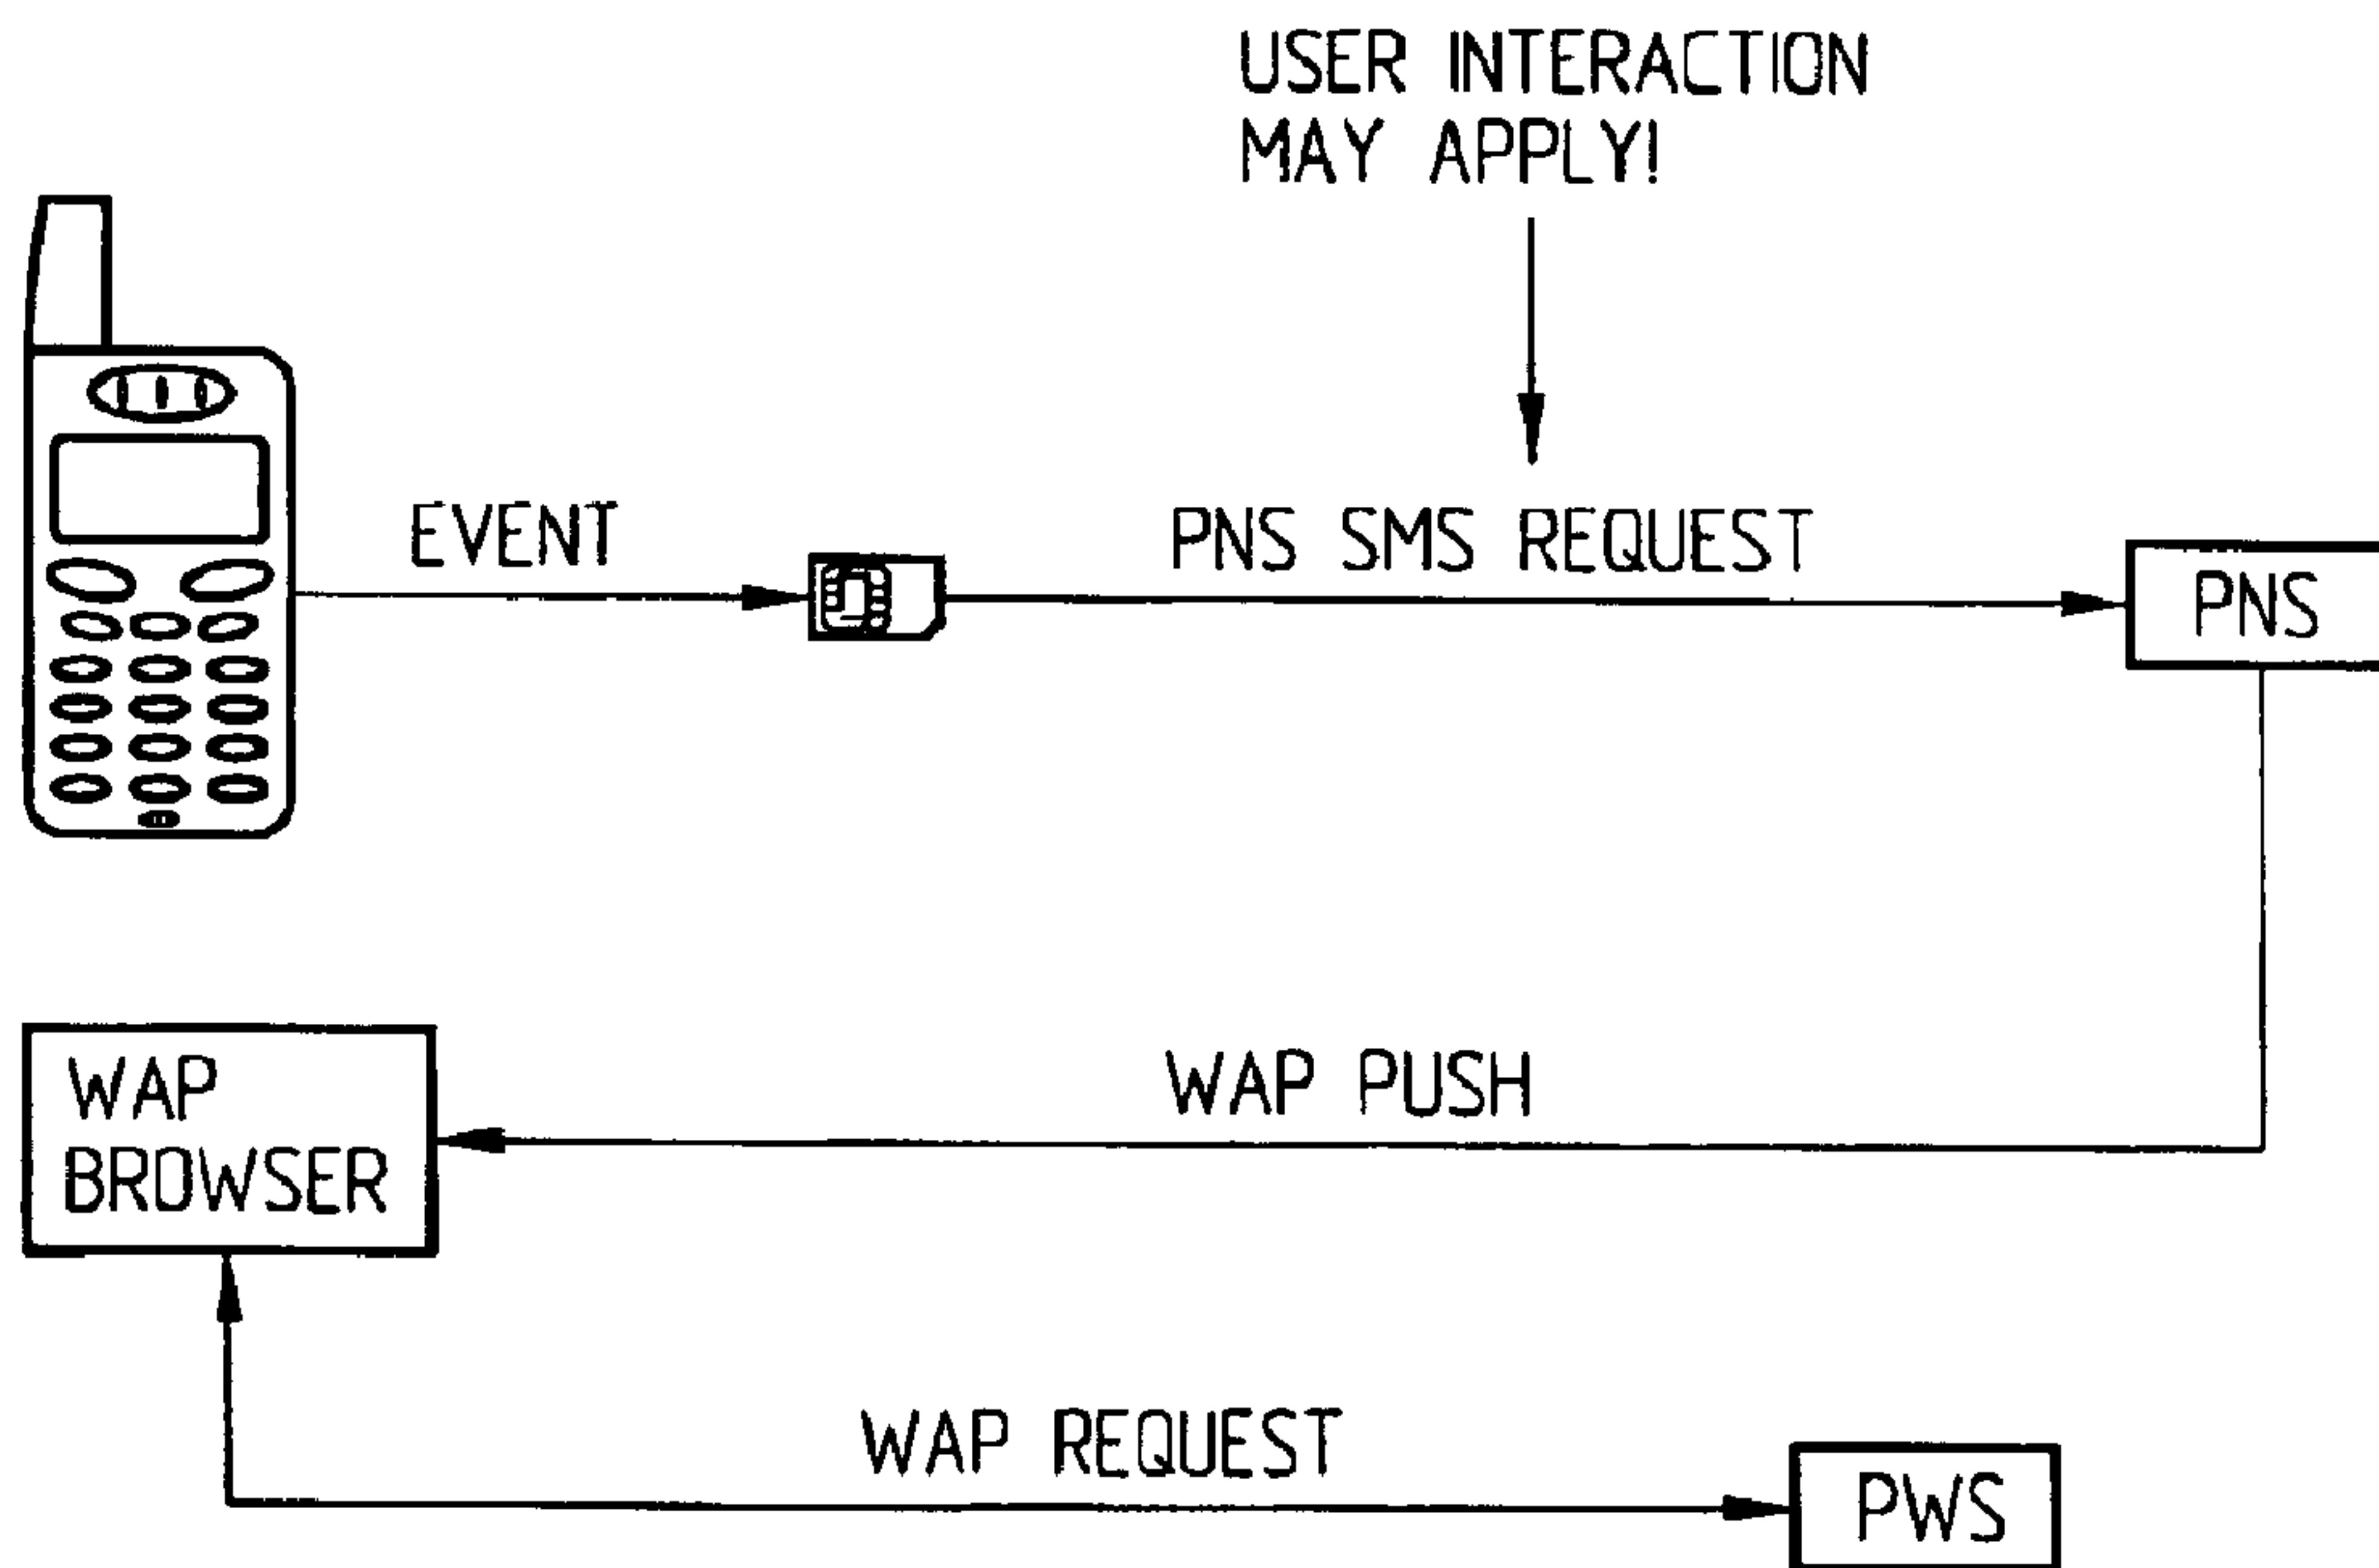 USER INTERACTION
MAY APPLY!
EVENT
PNS SMS REQUEST
PNS
WAP
BROWSER
WAP PUSH
WAP REQUEST
PWS